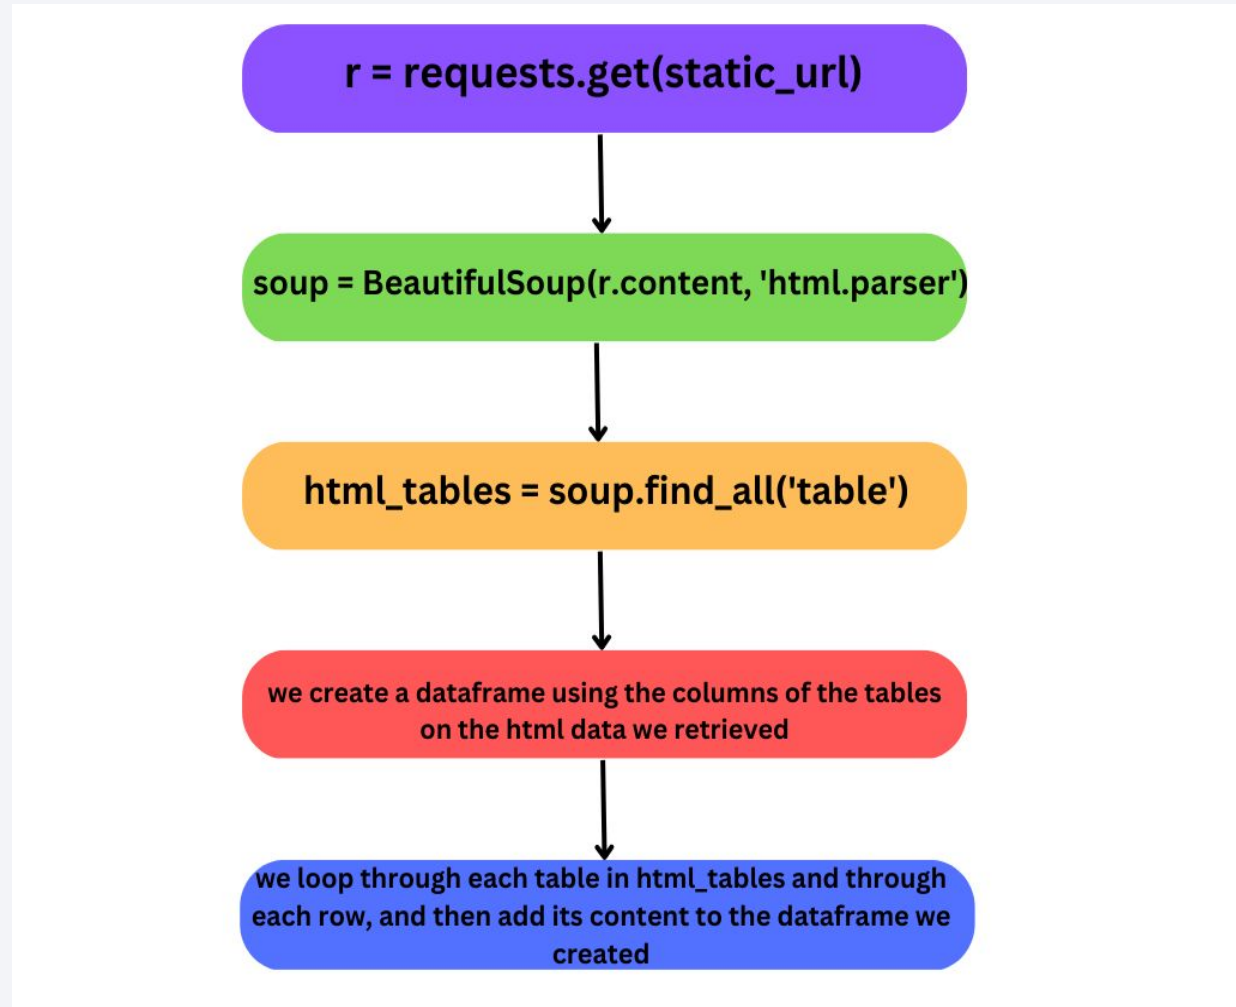 r = requests.get(static_url)
soup = BeautifulSoup(r.content, 'html.parser')
html_tables = soup.find_all('table')
we create a dataframe using the columns of the tables
on the html data we retrieved
we loop through each table in html_tables and through
each row, and then add its content to the dataframe we
created